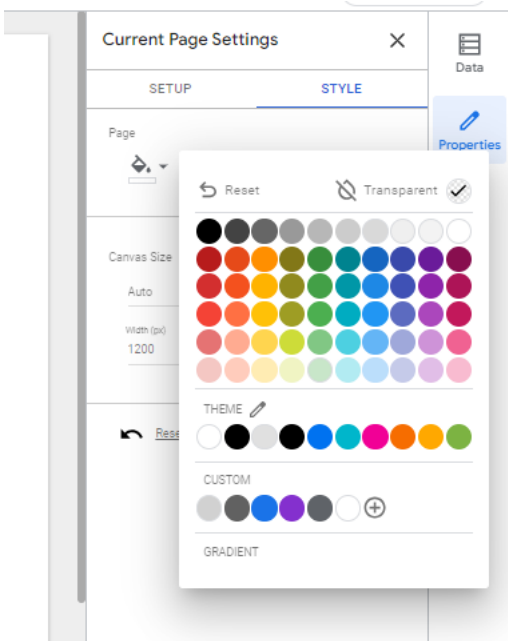 Current Page Settings
Data
SETUP
STYLE
Properties
Page
Reset
Transparent
Canvas Size
Auto
Width (px)
1200
THEME
Rese
CUSTOM
GRADIENT